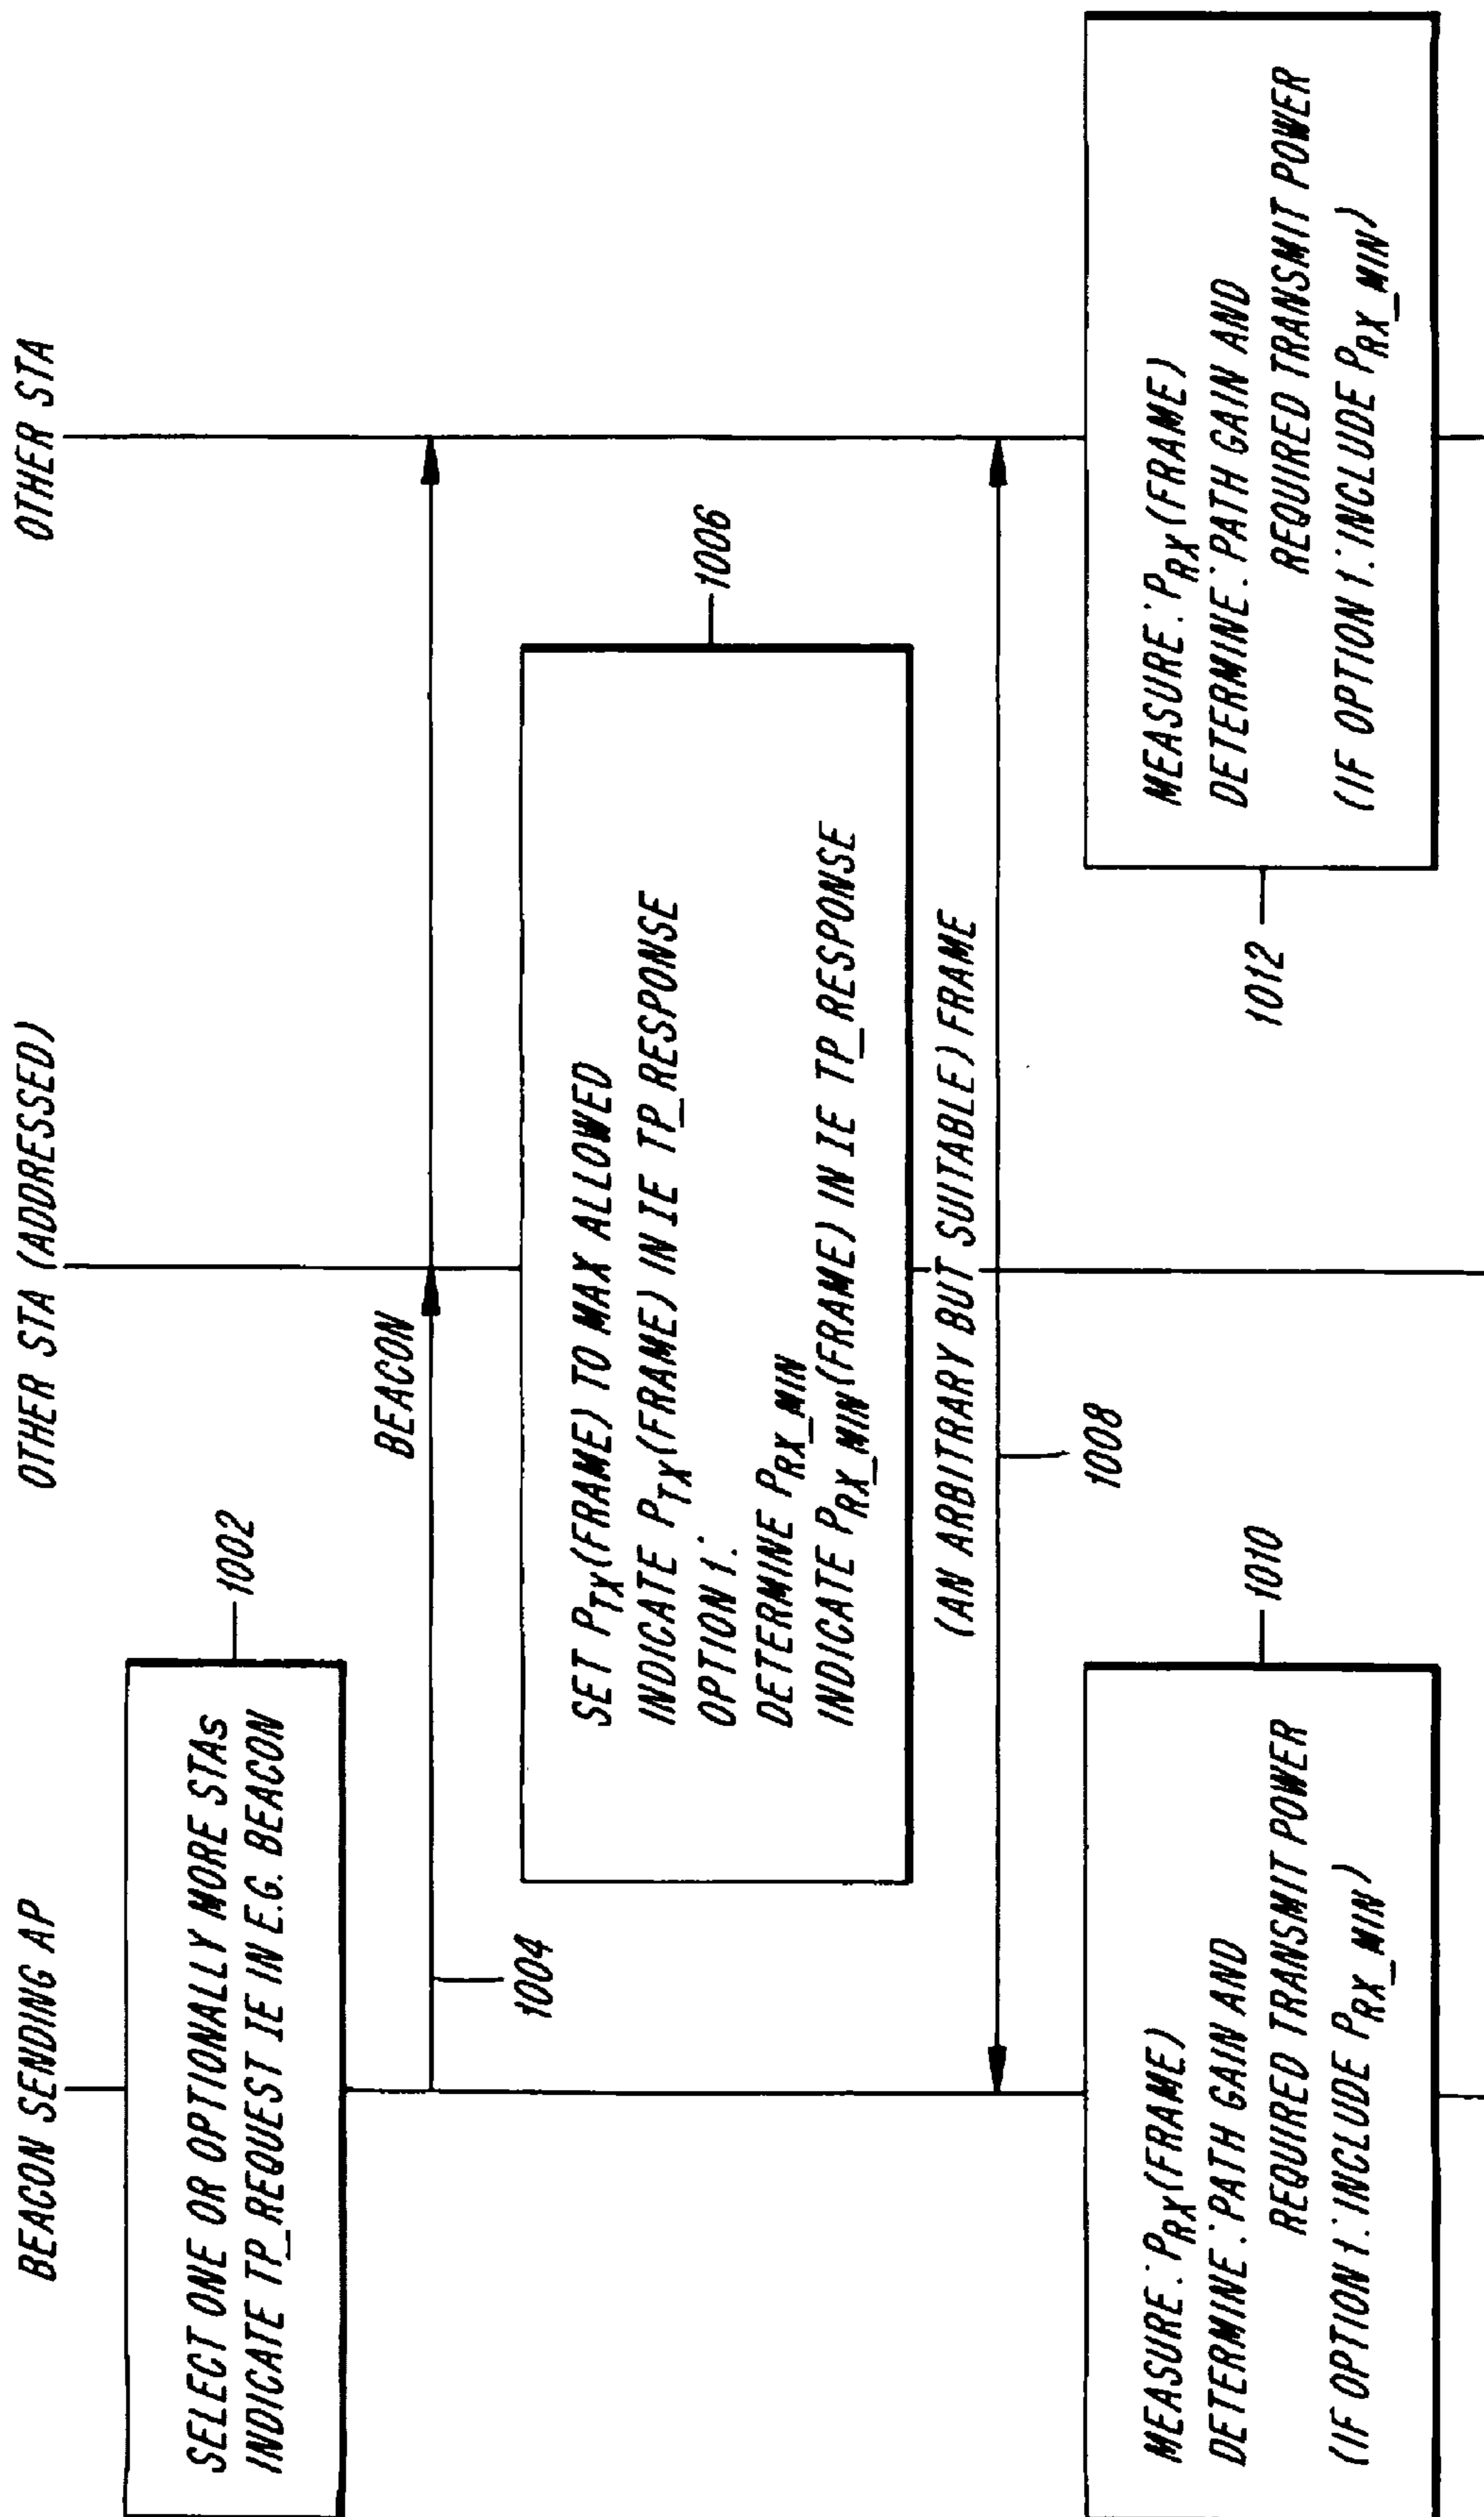 BEACON SENDING AP
OTHER STA (ADDRESSED)
OTHER STA
SELECT ONE OR OPTIONALLY MORE STAs
INDICATE TP_REQUEST IE IN E.G. BEACON
1002
BEACON
1004
SET P_TX (FRAME) TO MAX ALLOWED
INDICATE P_TX (FRAME) IN IE TP_RESPONSE
OPTION 1:
DETERMINE P_RX_MIN
INDICATE P_RX_MIN (FRAME) IN IE TP_RESPONSE
1006
(AN ARBITRARY BUT SUITABLE) FRAME
1008
MEASURE: P_RX (FRAME)
DETERMINE: PATH GAIN AND
REQUIRED TRANSMIT POWER
(IF OPTION 1: INCLUDE P_RX_MIN)
1010
MEASURE: P_RX (FRAME)
DETERMINE: PATH GAIN AND
REQUIRED TRANSMIT POWER
(IF OPTION 1: INCLUDE P_RX_MIN)
1012